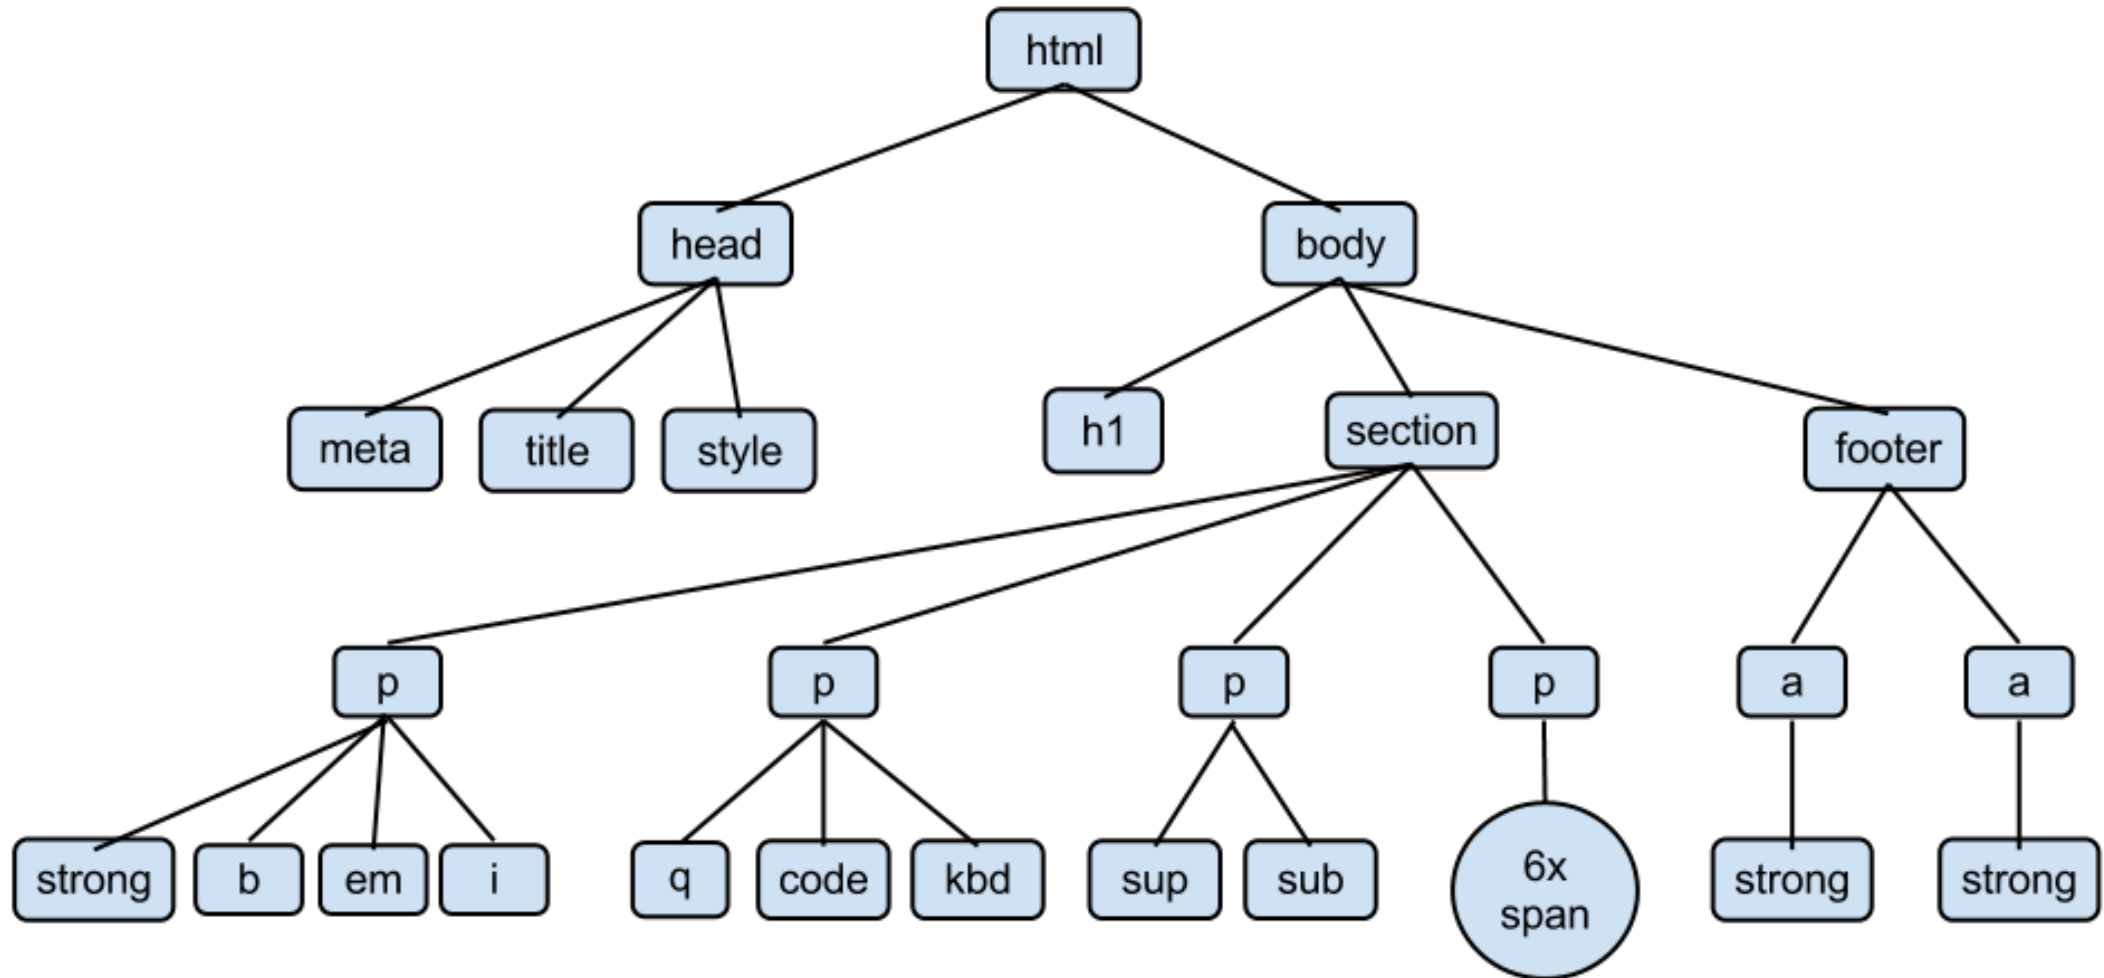 html
head
body
meta
title
style
h1
section
footer
p
p
p
p
a
a
strong
b
em
i
q
code
kbd
sup
sub
6x
span
strong
strong